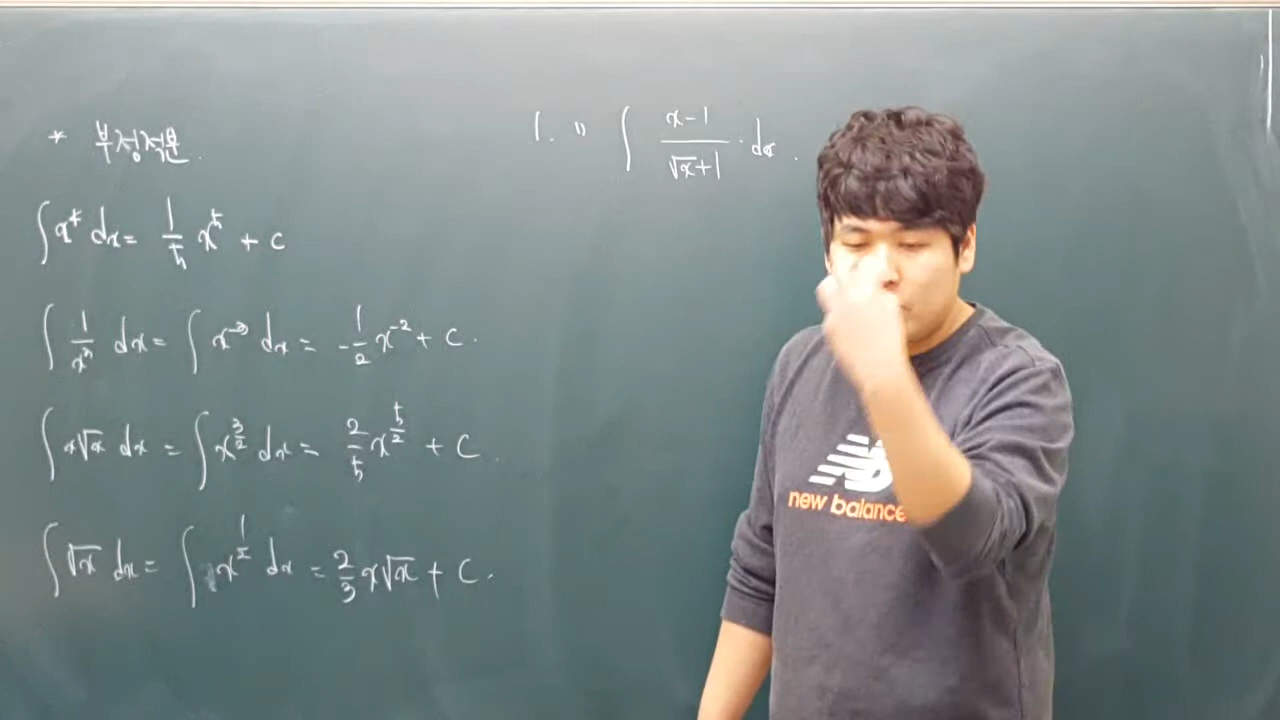 * 부정적분.
∫x⁴ dx = 1/5 x⁵ + C
∫ 1/x³ dx = ∫ x⁻³ dx = -1/2 x⁻² + C.
∫ x√x dx = ∫ x^(3/2) dx = 2/5 x^(5/2) + C.
∫ √x dx = ∫ x^(1/2) dx = 2/3 x√x + C.
1. 1) ∫ (x-1)/(√x+1) · dx.
new balance